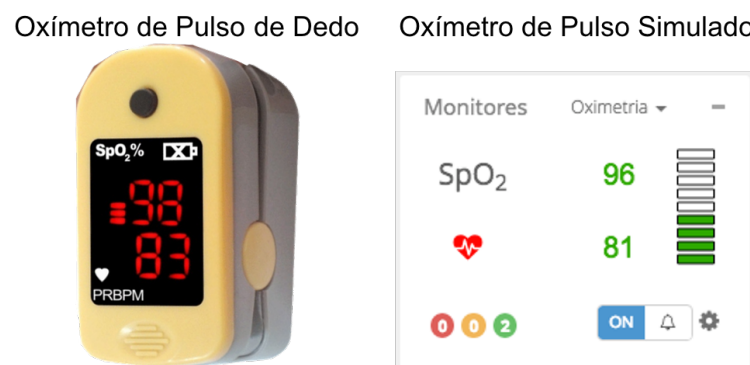 Oxímetro de Pulso de Dedo
Oxímetro de Pulso Simulado
SpO2%
98
83
PRBPM
Monitores Oximetria
SpO2 96
81
0 0 2 ON